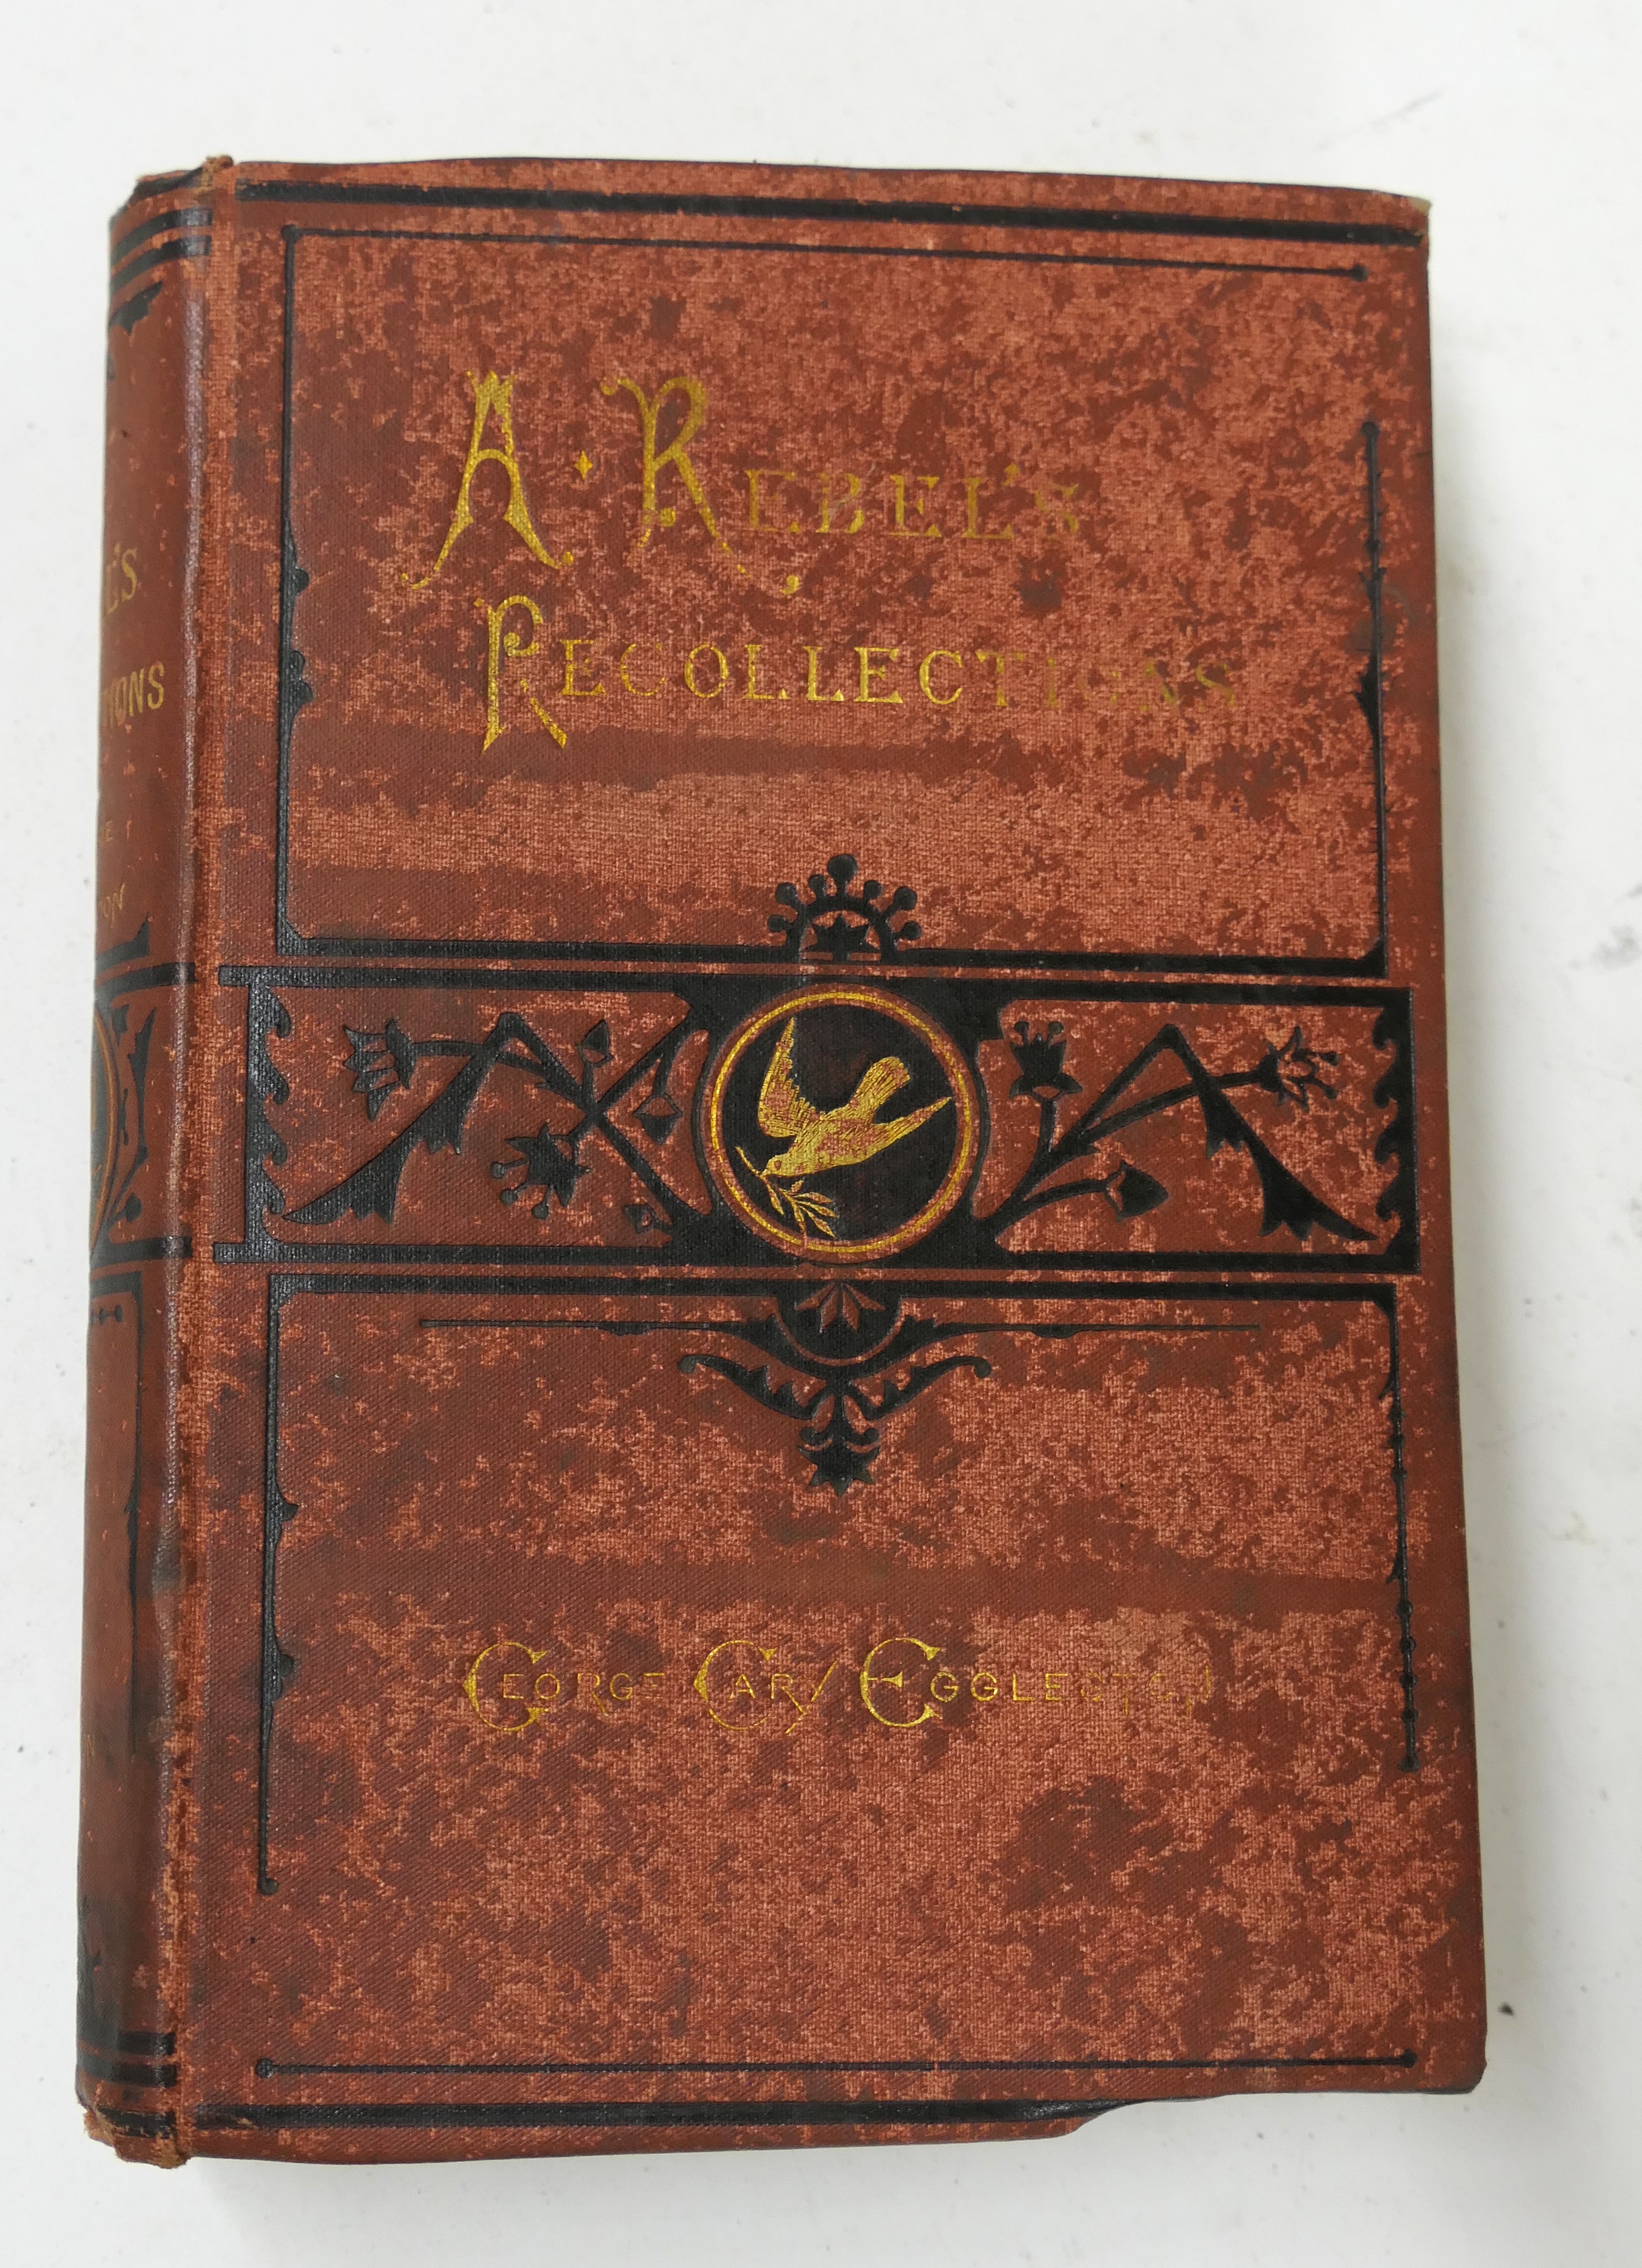 A · REBEL'S
RECOLLECTIONS
GEORGE CARY EGGLESTON